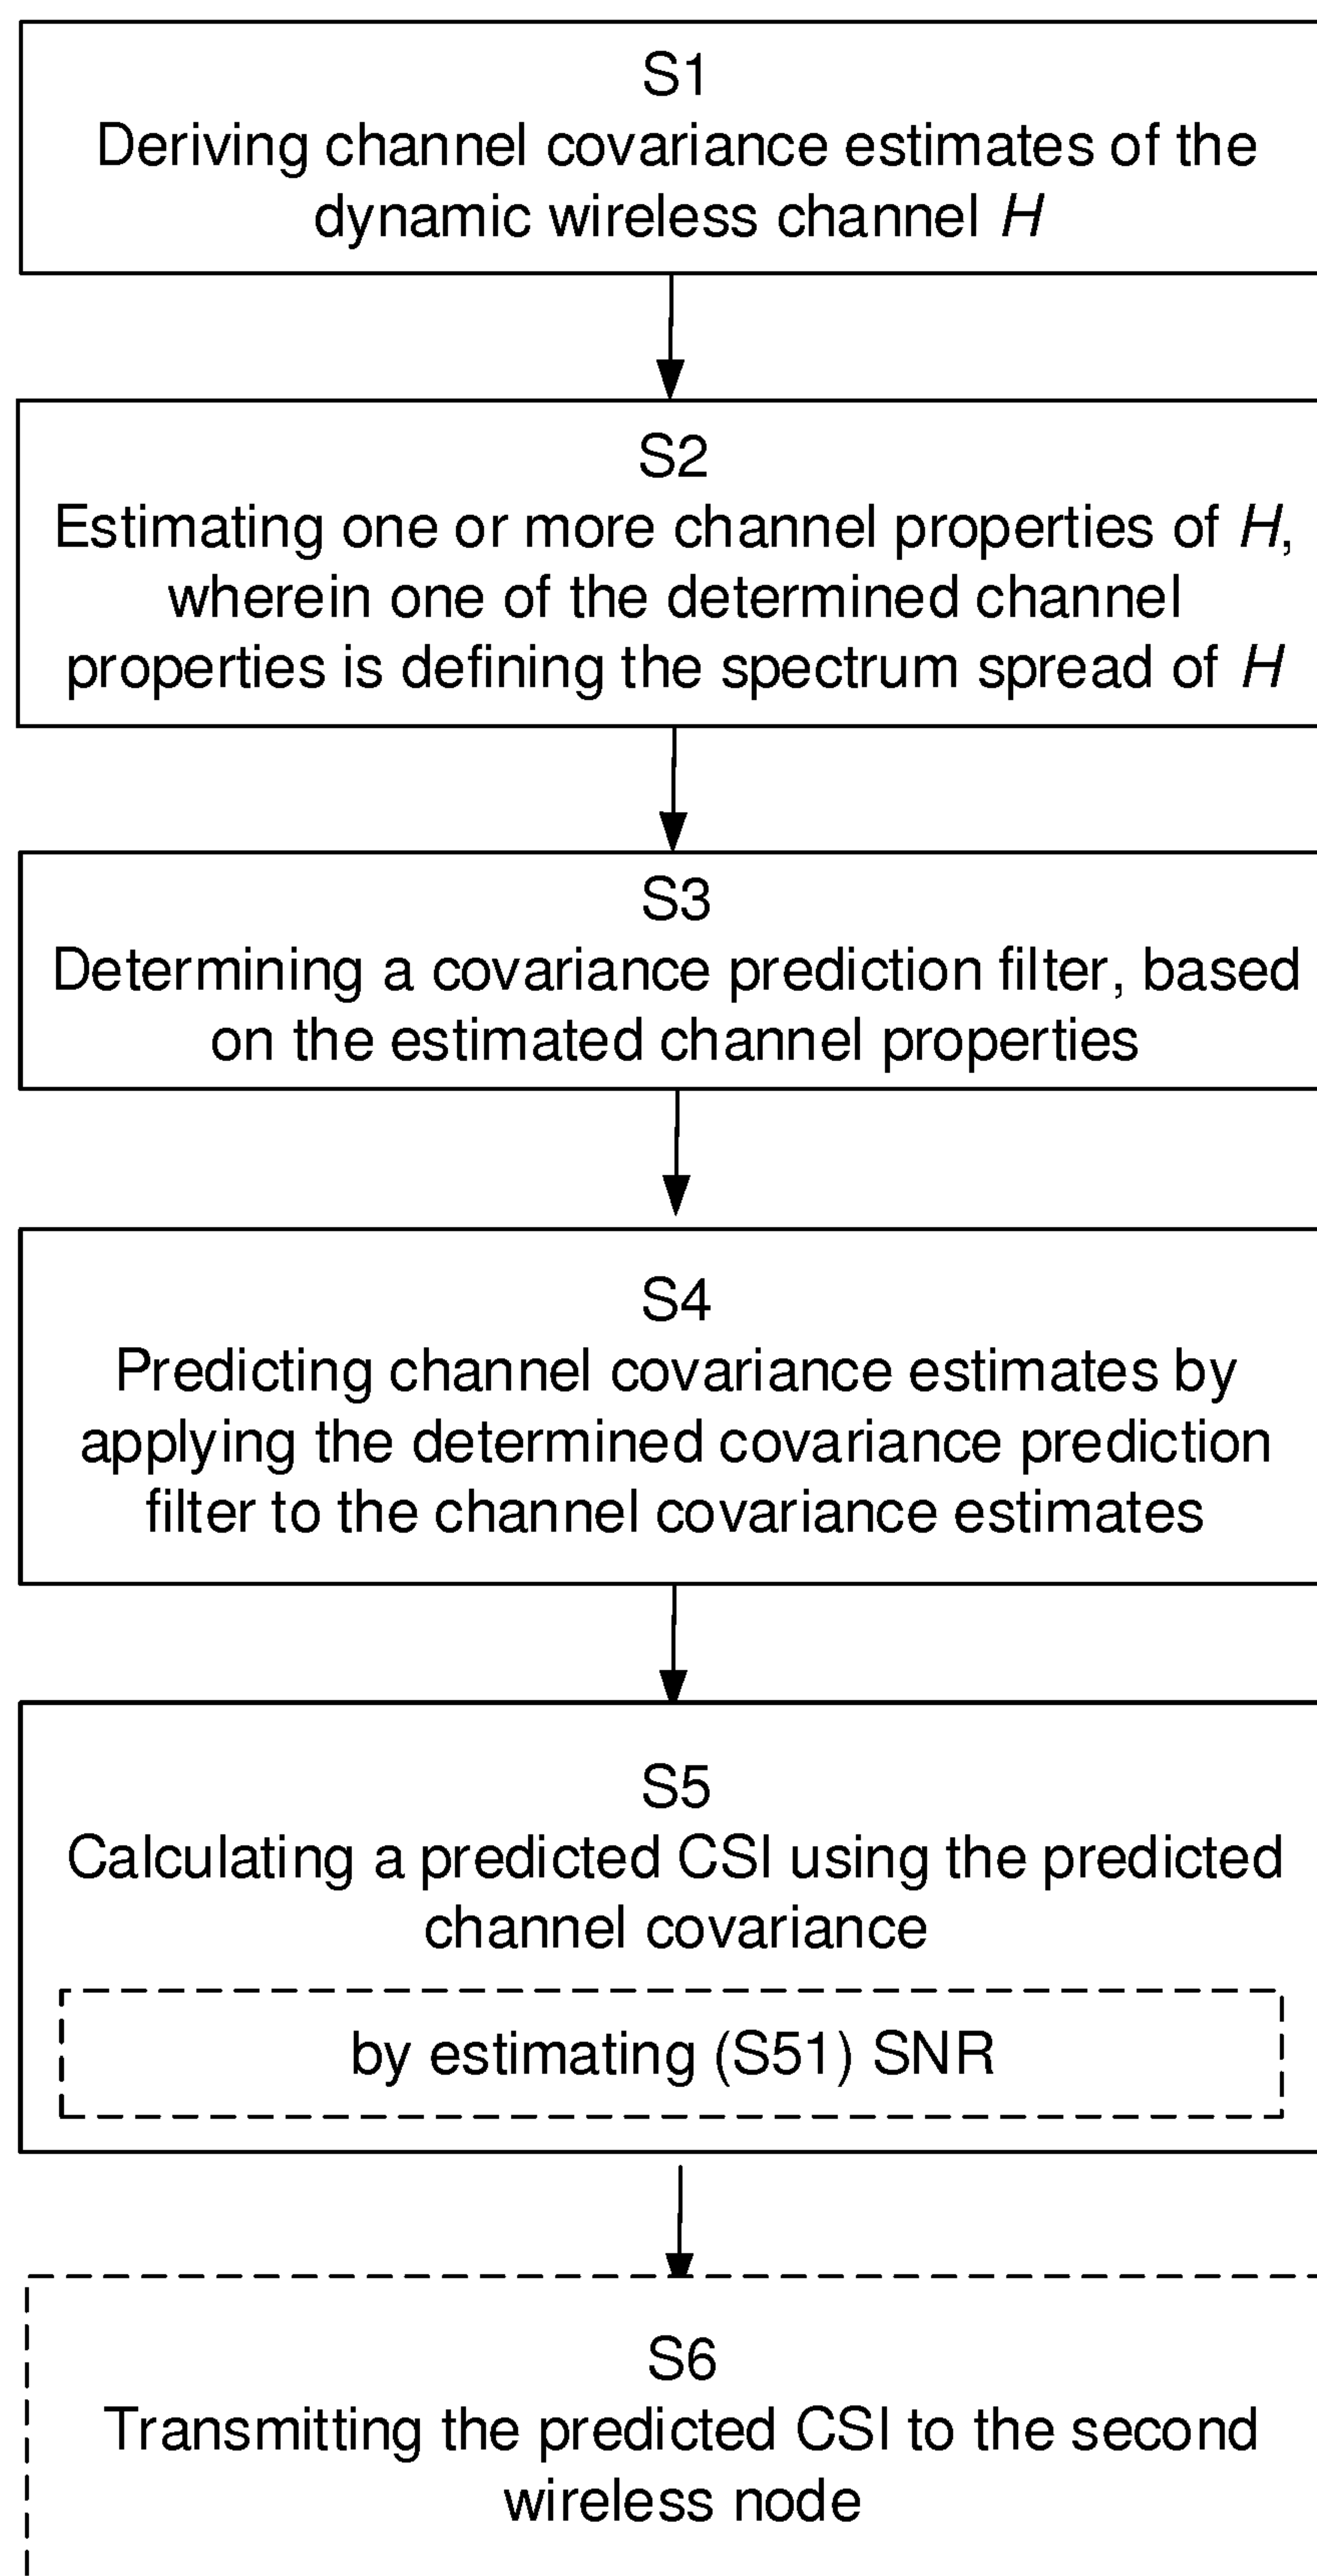 S1
Deriving channel covariance estimates of the
dynamic wireless channel H
S2
Estimating one or more channel properties of H,
wherein one of the determined channel
properties is defining the spectrum spread of H
S3
Determining a covariance prediction filter, based
on the estimated channel properties
S4
Predicting channel covariance estimates by
applying the determined covariance prediction
filter to the channel covariance estimates
S5
Calculating a predicted CSI using the predicted
channel covariance
by estimating (S51) SNR
S6
Transmitting the predicted CSI to the second
wireless node